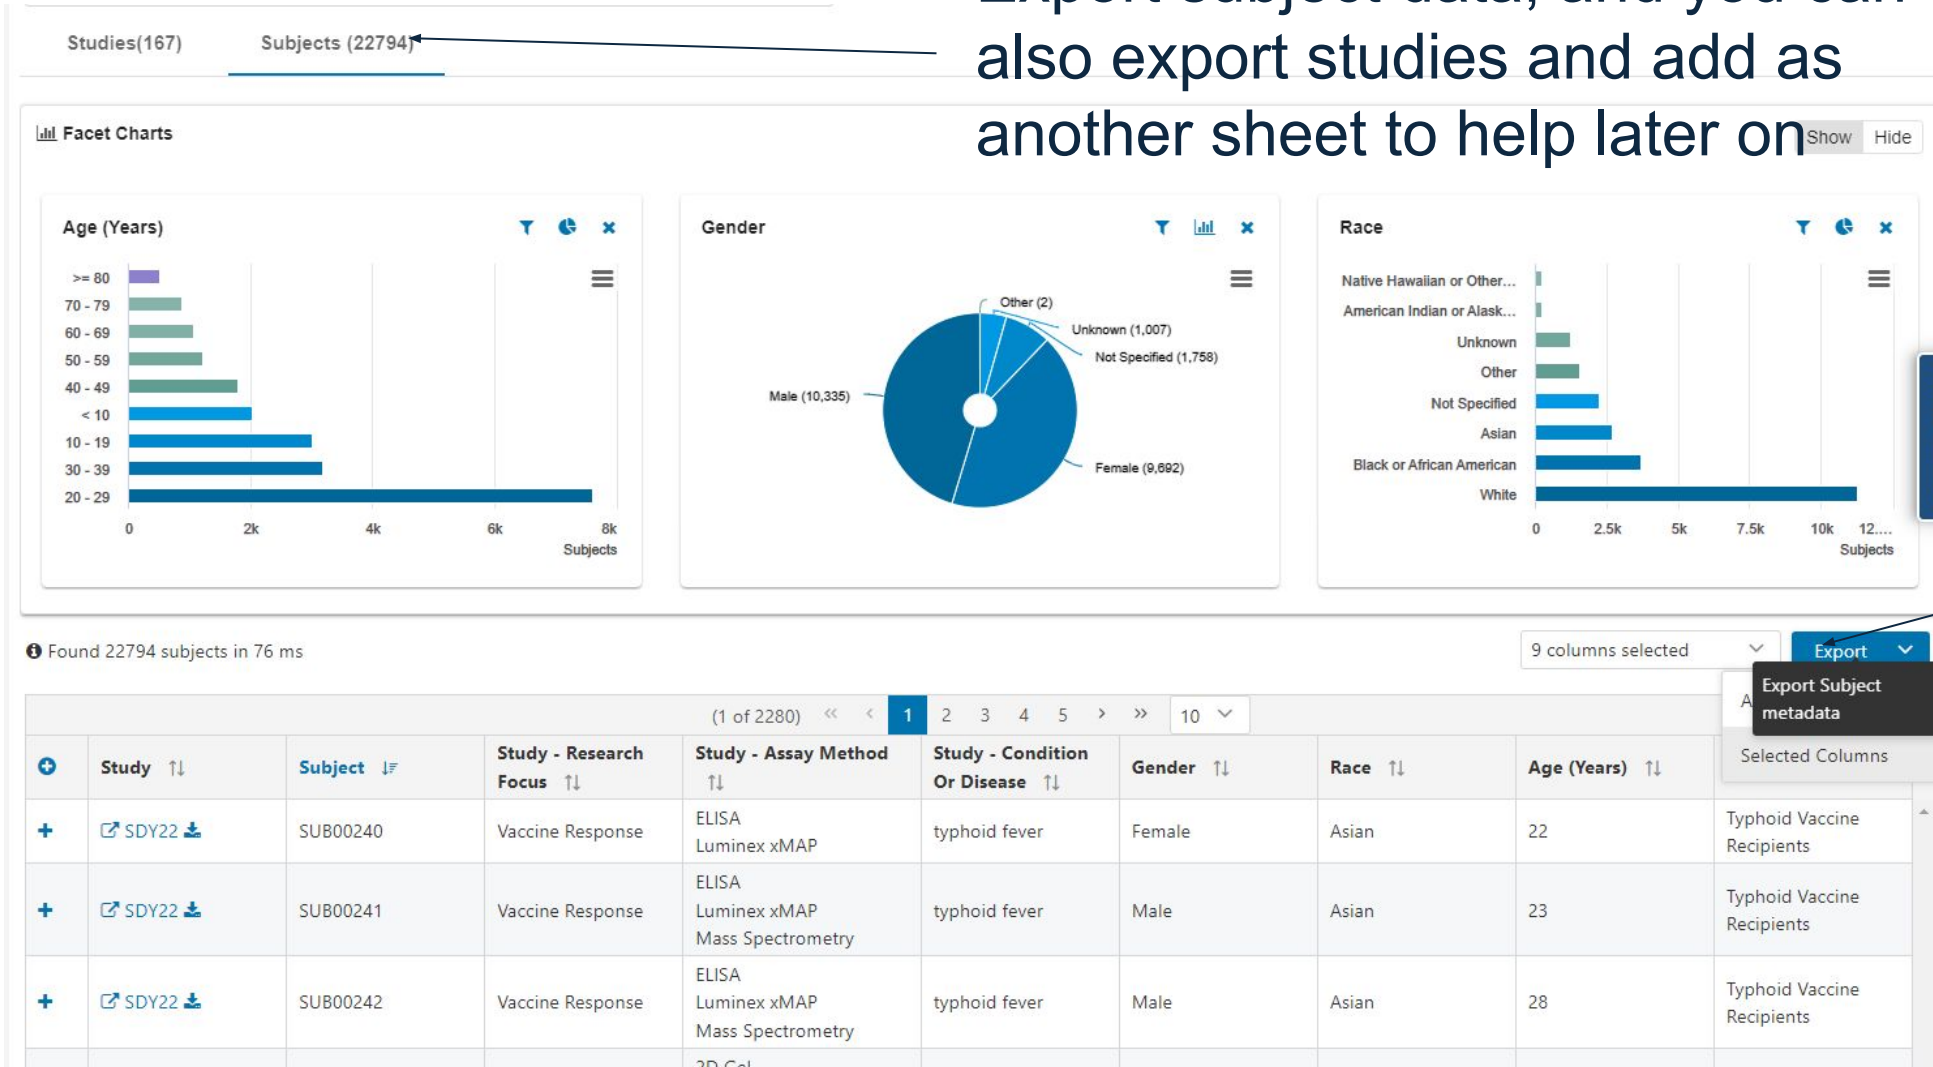 Export subject data, and you can
also export studies and add as
another sheet to help later on
Studies(167)
Subjects (22794)
Facet Charts
Show
Hide
Age (Years)
>= 80
70 - 79
60 - 69
50 - 59
40 - 49
< 10
10 - 19
30 - 39
20 - 29
0
2k
4k
6k
8k
Subjects
Gender
Other (2)
Unknown (1,007)
Not Specified (1,758)
Male (10,335)
Female (9,692)
Race
Native Hawaiian or Other...
American Indian or Alask...
Unknown
Other
Not Specified
Asian
Black or African American
White
0
2.5k
5k
7.5k
10k
12....
Subjects
Found 22794 subjects in 76 ms
9 columns selected
Export
Export Subject
metadata
Selected Columns
(1 of 2280)
1
2
3
4
5
10
Study
Subject
Study - Research
Focus
Study - Assay Method
Study - Condition
Or Disease
Gender
Race
Age (Years)
SDY22
SUB00240
Vaccine Response
ELISA
Luminex xMAP
typhoid fever
Female
Asian
22
Typhoid Vaccine
Recipients
SDY22
SUB00241
Vaccine Response
ELISA
Luminex xMAP
Mass Spectrometry
typhoid fever
Male
Asian
23
Typhoid Vaccine
Recipients
SDY22
SUB00242
Vaccine Response
ELISA
Luminex xMAP
Mass Spectrometry
typhoid fever
Male
Asian
28
Typhoid Vaccine
Recipients